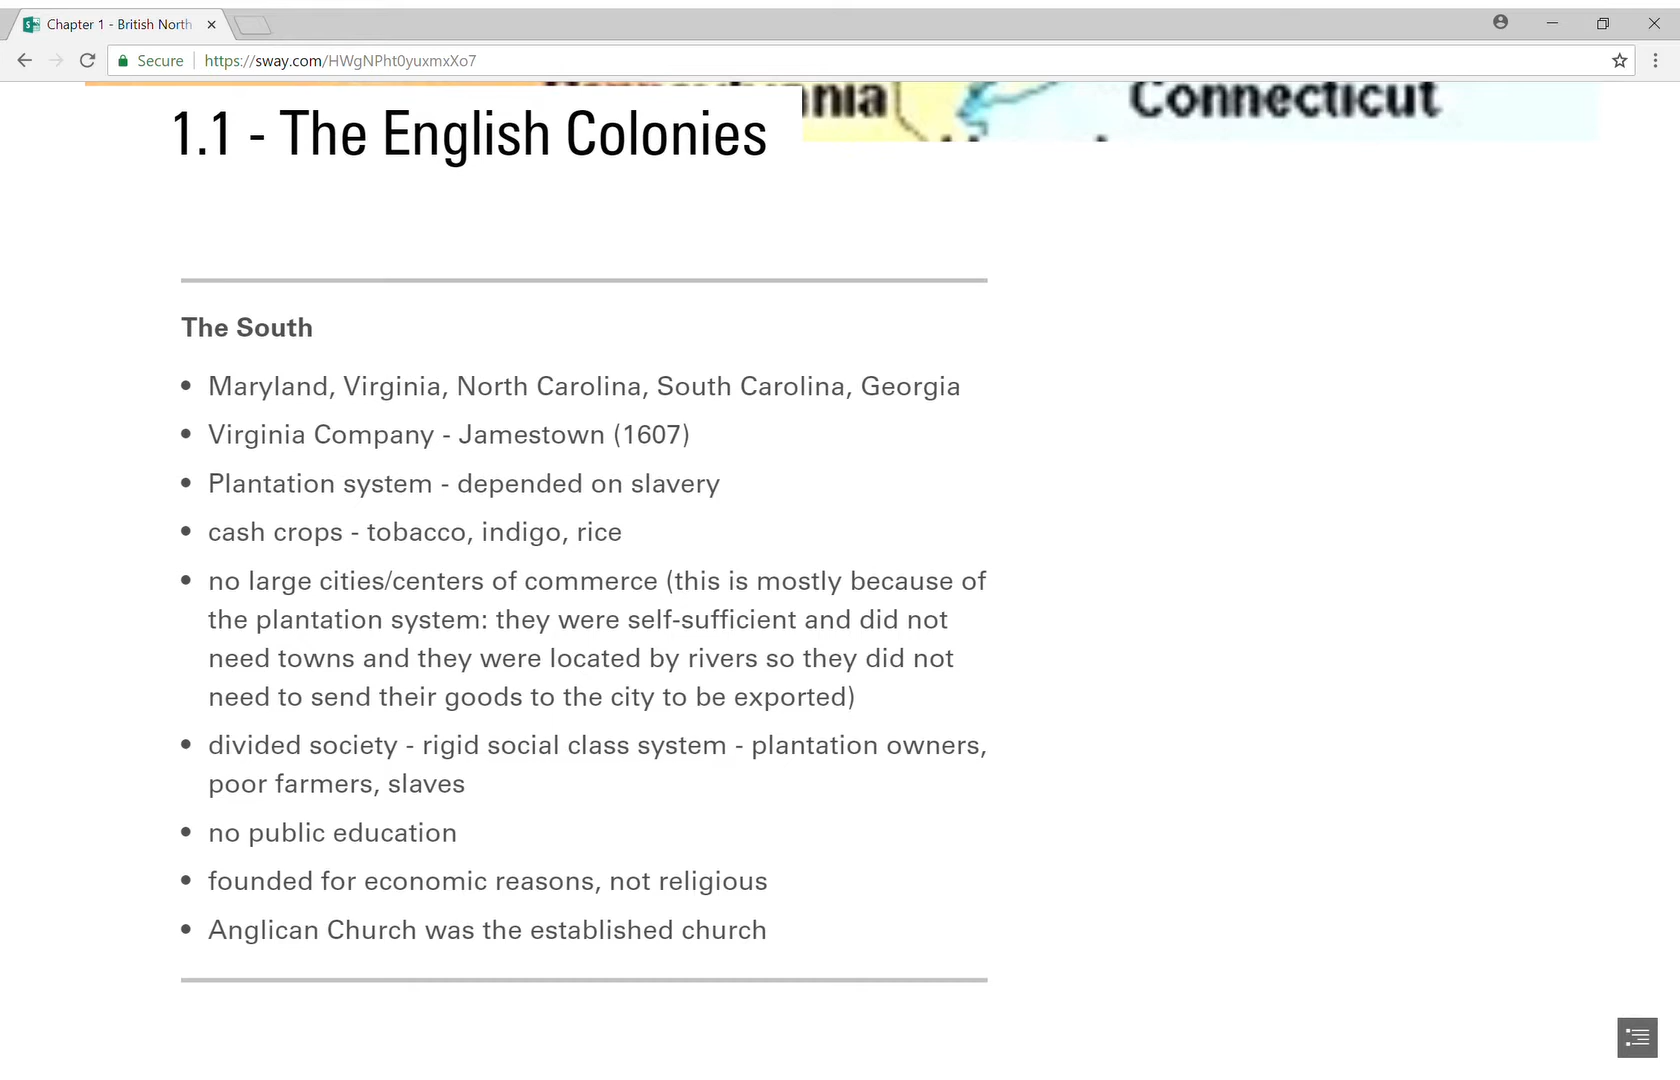 Chapter 1 - British North
Secure
https://sway.com/HWgNPht0yuxmxXo7
Connecticut
1.1 - The English Colonies
The South
• Maryland, Virginia, North Carolina, South Carolina, Georgia
• Virginia Company - Jamestown (1607)
• Plantation system - depended on slavery
• cash crops - tobacco, indigo, rice
• no large cities/centers of commerce (this is mostly because of
the plantation system: they were self-sufficient and did not
need towns and they were located by rivers so they did not
need to send their goods to the city to be exported)
• divided society - rigid social class system - plantation owners,
poor farmers, slaves
• no public education
• founded for economic reasons, not religious
• Anglican Church was the established church